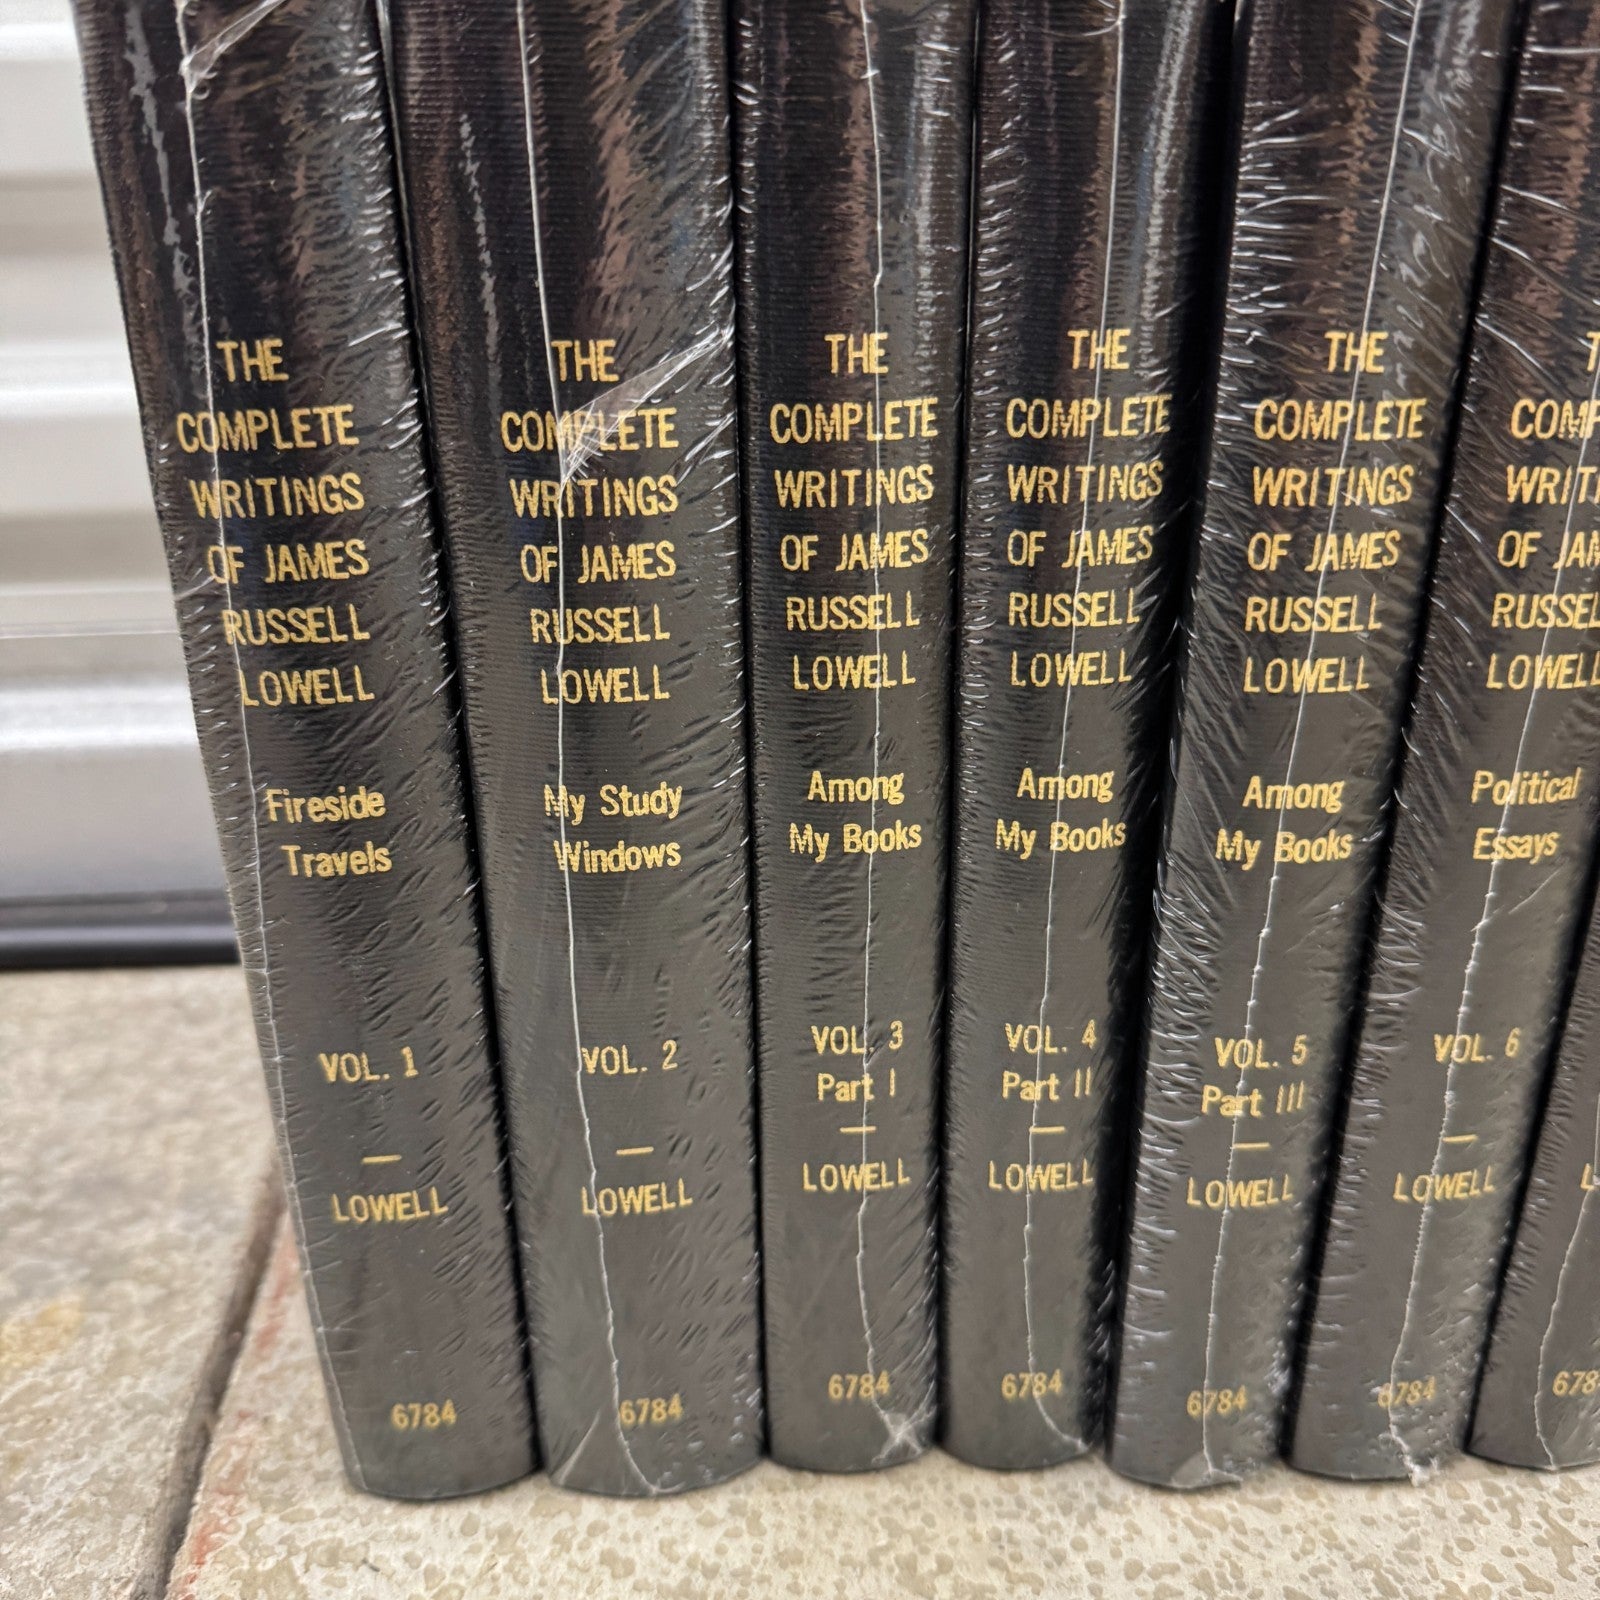 THE
COMPLETE
WRITINGS
OF JAMES
RUSSELL
LOWELL
Fireside
Travels
VOL. 1
LOWELL
6784
THE
COMPLETE
WRITINGS
OF JAMES
RUSSELL
LOWELL
My Study
Windows
VOL. 2
LOWELL
6784
THE
COMPLETE
WRITINGS
OF JAMES
RUSSELL
LOWELL
Among
My Books
VOL. 3
Part I
LOWELL
6784
THE
COMPLETE
WRITINGS
OF JAMES
RUSSELL
LOWELL
Among
My Books
VOL. 4
Part II
LOWELL
6784
THE
COMPLETE
WRITINGS
OF JAMES
RUSSELL
LOWELL
Among
My Books
VOL. 5
Part III
LOWELL
6784
OF
LOWELL
Political
Essays
VOL. 6
LOWELL
6784